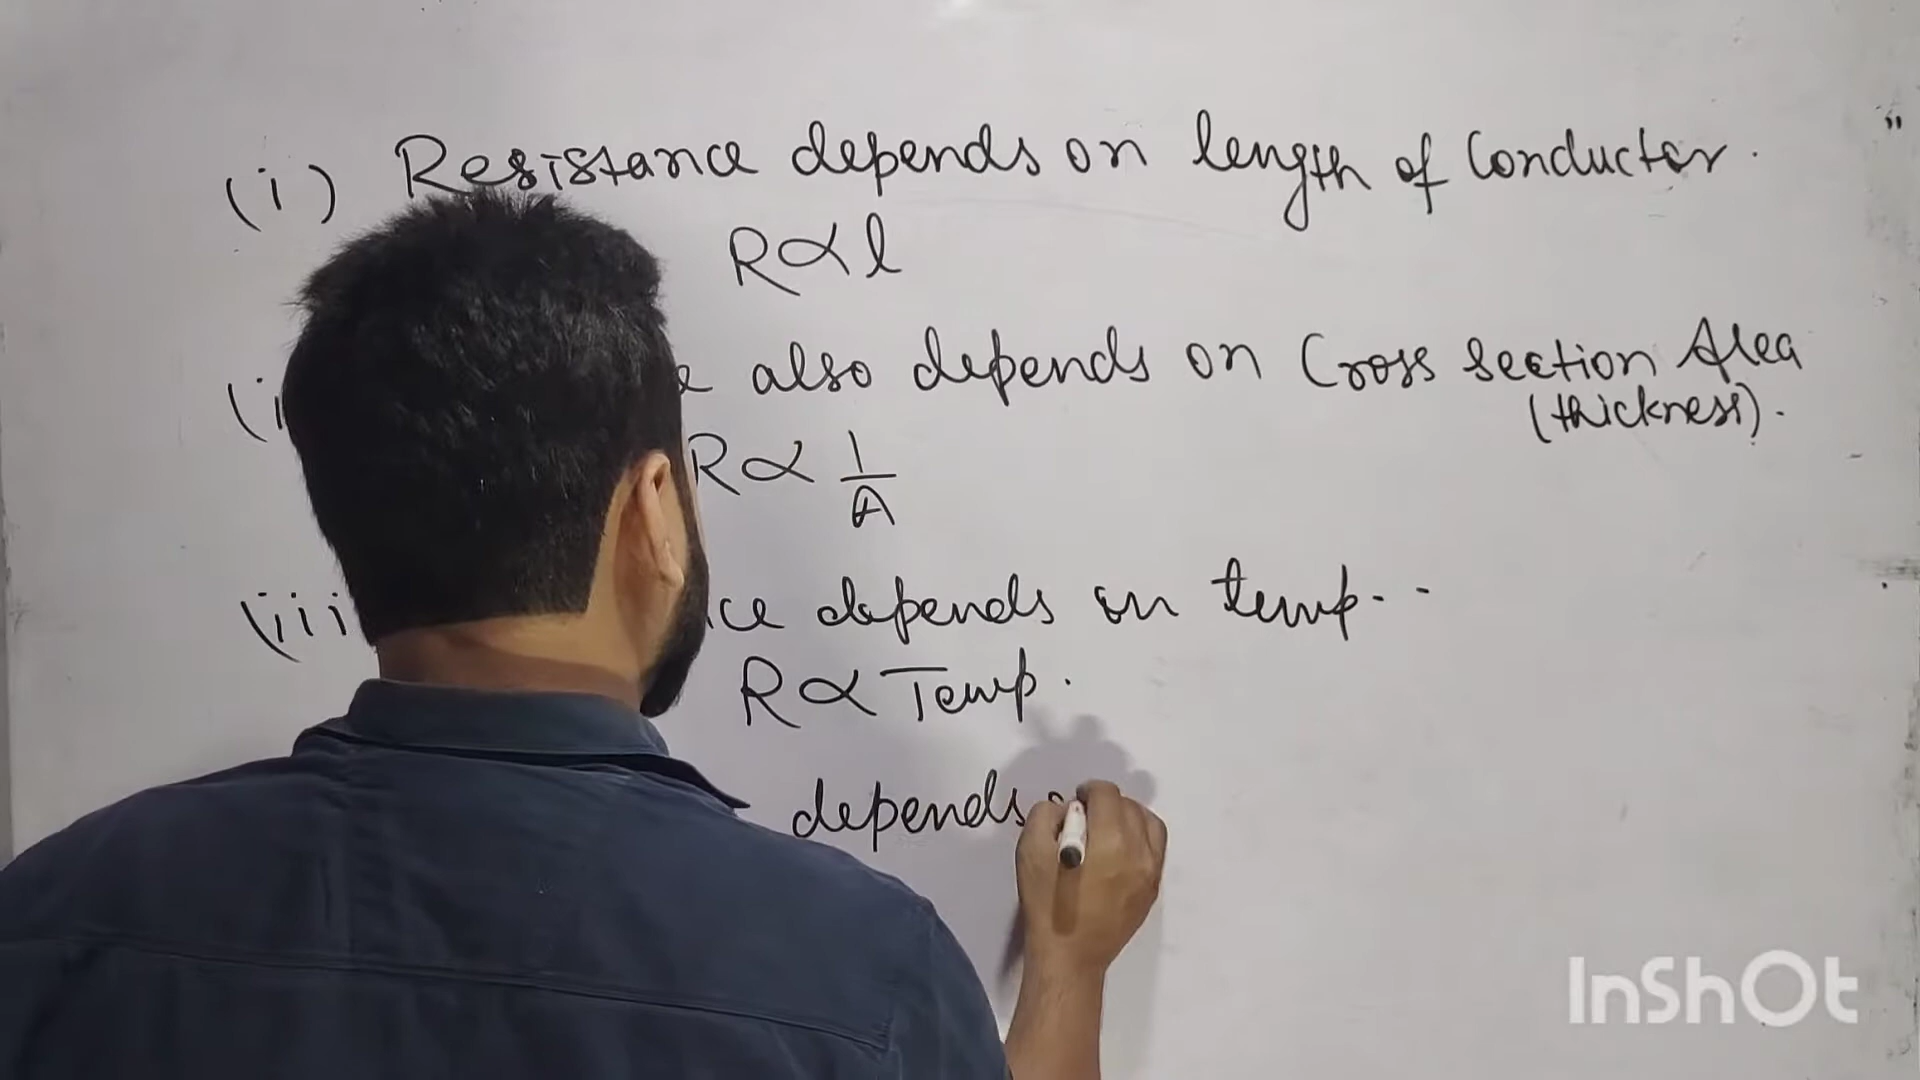 (i) Resistance depends on length of Conductor.
R∝l
also depends on Cross section Area
(thickness).
R∝ 1/A
(iii depends on temp..
R∝ Temp.
depends
InShOt